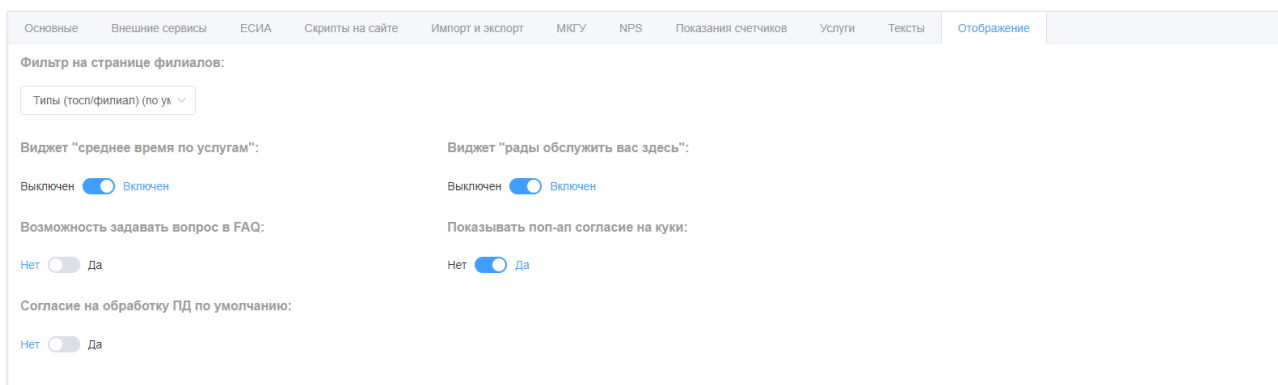 Основные Внешние сервисы ЕСИА Скрипты на сайте Импорт и экспорт МКГУ NPS Показания счетчиков Услуги Тексты Отображение
Фильтр на странице филиалов:
Типы (тосп/филиал) (по ум
Виджет "среднее время по услугам": Виджет "рады обслужить вас здесь":
Выключен Включен Выключен Включен
Возможность задавать вопрос в FAQ: Показывать поп-ап согласие на куки:
Нет Да Нет Да
Согласие на обработку ПД по умолчанию:
Нет Да